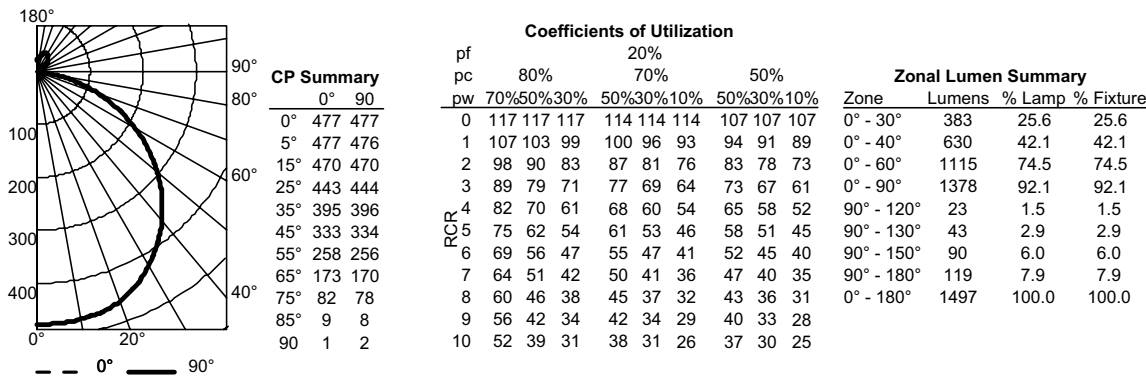 180°
90°
80°
60°
40°
20°
0°
100
200
300
400
0° 90°
CP Summary
0° 90
0° 477 477
5° 477 476
15° 470 470
25° 443 444
35° 395 396
45° 333 334
55° 258 256
65° 173 170
75° 82 78
85° 9 8
90 1 2
Coefficients of Utilization
pf 20%
pc 80% 70% 50%
pw 70%50%30% 50%30%10% 50%30%10%
RCR
0 117 117 117 114 114 114 107 107 107
1 107 103 99 100 96 93 94 91 89
2 98 90 83 87 81 76 83 78 73
3 89 79 71 77 69 64 73 67 61
4 82 70 61 68 60 54 65 58 52
5 75 62 54 61 53 46 58 51 45
6 69 56 47 55 47 41 52 45 40
7 64 51 42 50 41 36 47 40 35
8 60 46 38 45 37 32 43 36 31
9 56 42 34 42 34 29 40 33 28
10 52 39 31 38 31 26 37 30 25
Zonal Lumen Summary
Zone Lumens % Lamp % Fixture
0° - 30° 383 25.6 25.6
0° - 40° 630 42.1 42.1
0° - 60° 1115 74.5 74.5
0° - 90° 1378 92.1 92.1
90° - 120° 23 1.5 1.5
90° - 130° 43 2.9 2.9
90° - 150° 90 6.0 6.0
90° - 180° 119 7.9 7.9
0° - 180° 1497 100.0 100.0